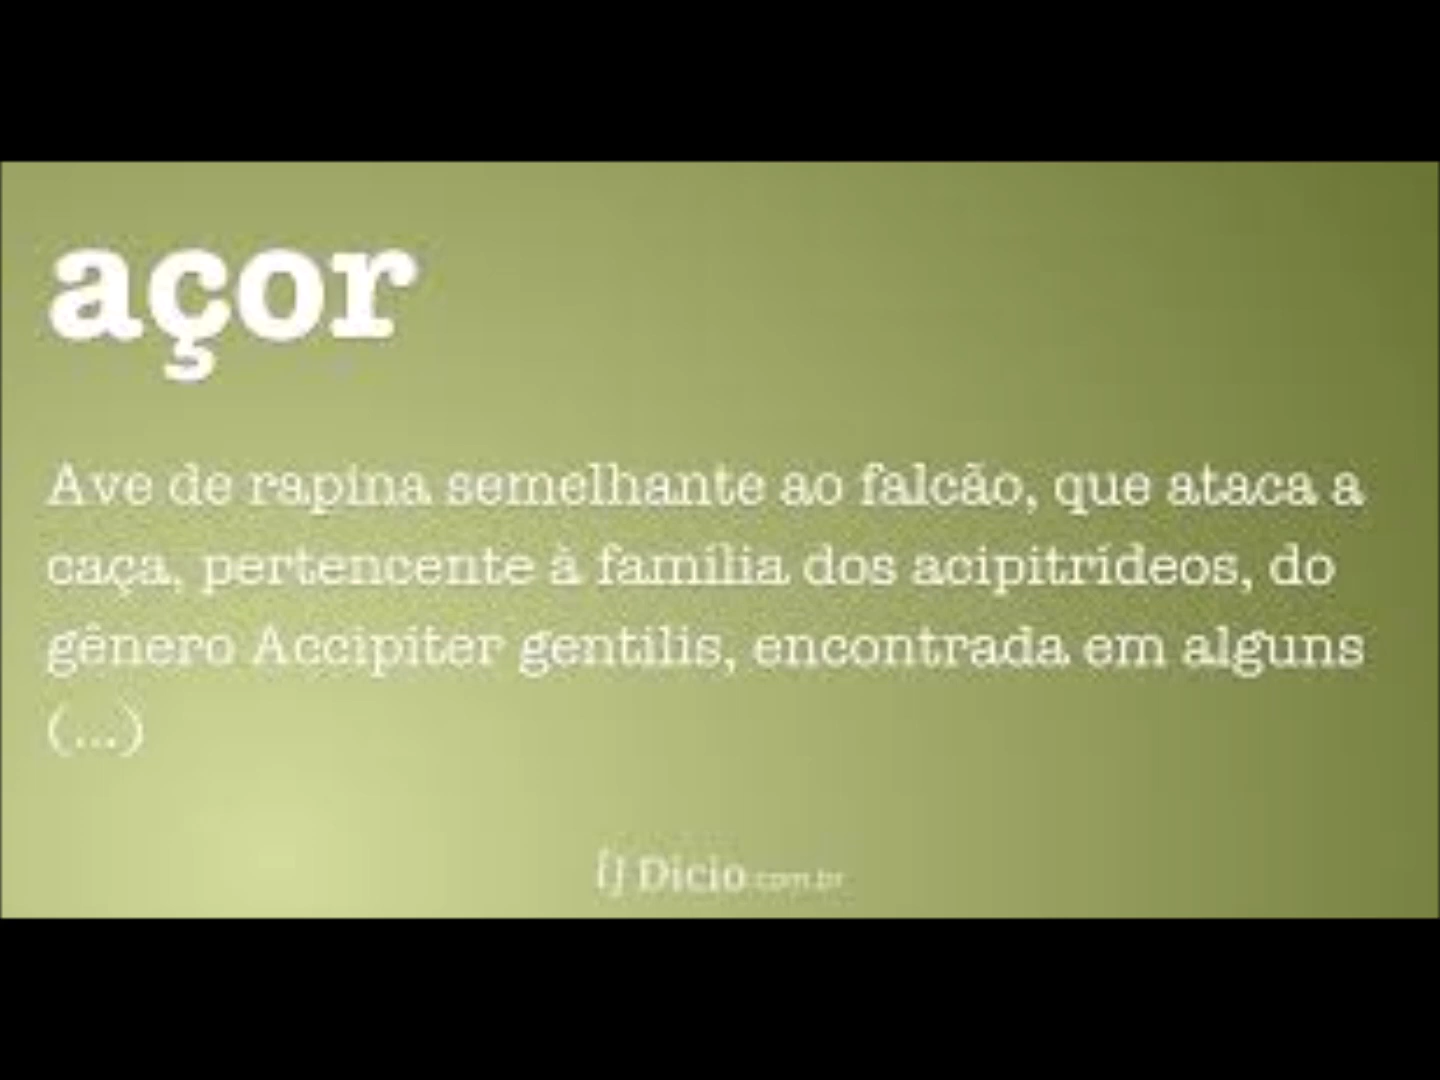 açor
Ave de rapina semelhante ao falcão, que ataca a
caça, pertencente à família dos acipitrídeos, do
gênero Accipiter gentilis, encontrada em alguns
(...)
Dicio.com.br